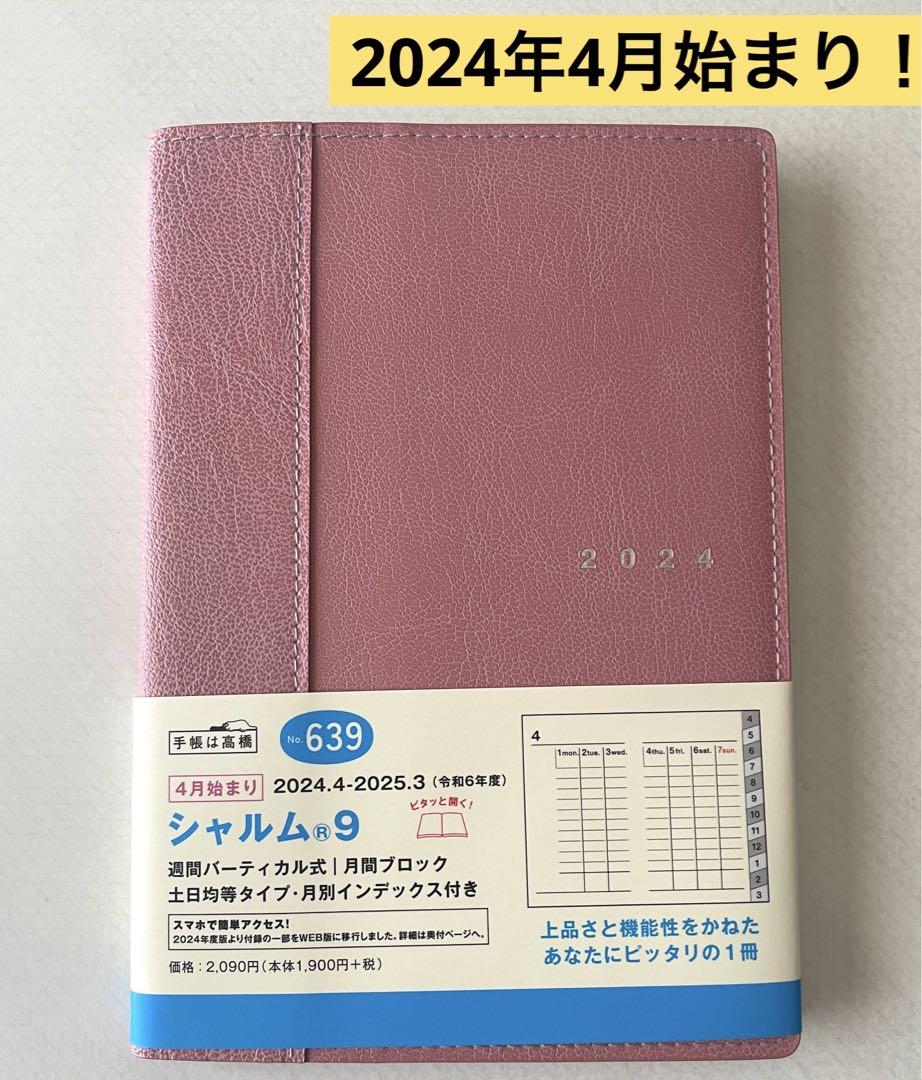 2024年4月始まり！
2024
手帳は高橋
No.639
4月始まり 2024.4-2025.3（令和6年度）
シャルム®9
ピタッと開く！
週間バーティカル式｜月間ブロック
土日均等タイプ・月別インデックス付き
スマホで簡単アクセス！
2024年度版より付録の一部をWEB版に移行しました。詳細は奥付ページへ。
価格：2,090円（本体1,900円＋税）
4
1mon. 2tue. 3wed. 4thu. 5fri. 6sat. 7sun.
4
5
6
7
8
9
10
11
12
1
2
3
上品さと機能性をかねた
あなたにピッタリの1冊